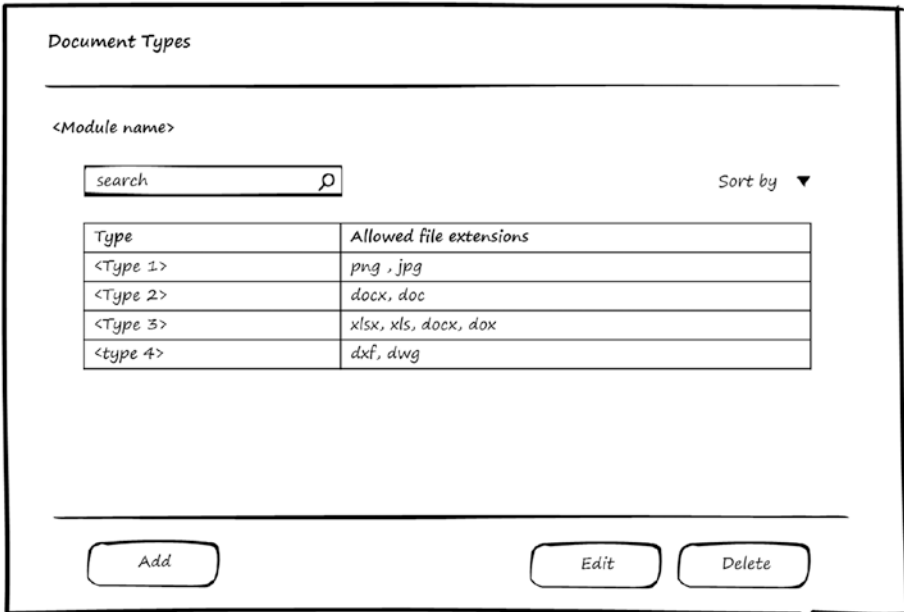 Document Types
<Module name>
search
Sort by
Type Allowed file extensions
<Type 1> png , jpg
<Type 2> docx, doc
<Type 3> xlsx, xls, docx, dox
<type 4> dxf, dwg
Add Edit Delete